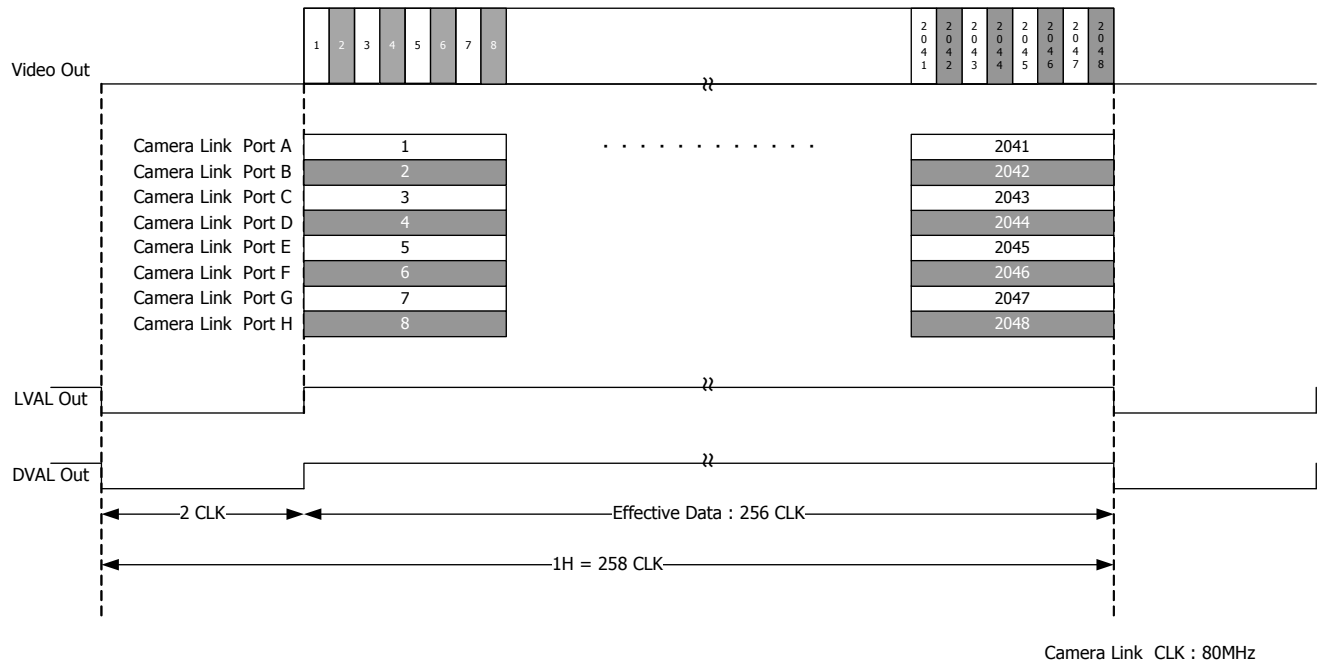 1 2 3 4 5 6 7 8
2041 2042 2043 2044 2045 2046 2047 2048
Video Out
Camera Link Port A 1 . . . . . . . . . . . . 2041
Camera Link Port B 2 2042
Camera Link Port C 3 2043
Camera Link Port D 4 2044
Camera Link Port E 5 2045
Camera Link Port F 6 2046
Camera Link Port G 7 2047
Camera Link Port H 8 2048
LVAL Out
DVAL Out
2 CLK
Effective Data : 256 CLK
1H = 258 CLK
Camera Link CLK : 80MHz